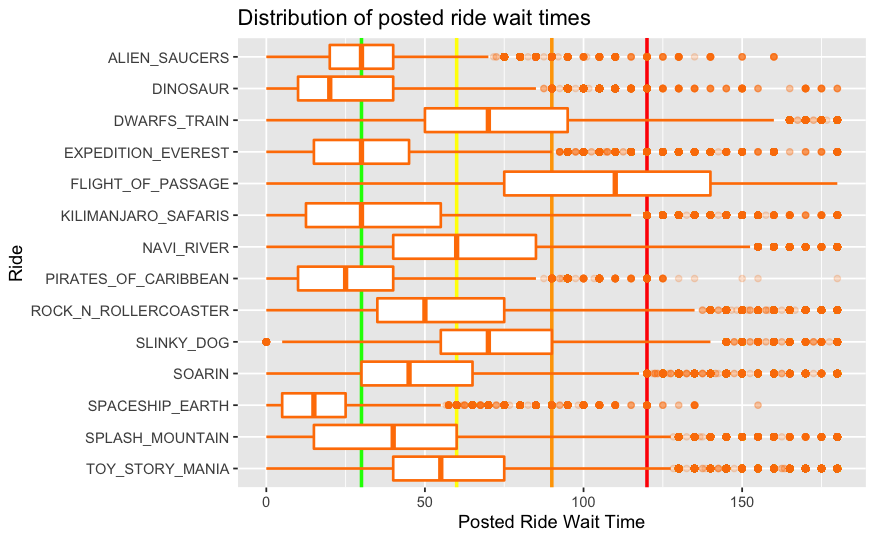 Distribution of posted ride wait times
Ride
ALIEN_SAUCERS
DINOSAUR
DWARFS_TRAIN
EXPEDITION_EVEREST
FLIGHT_OF_PASSAGE
KILIMANJARO_SAFARIS
NAVI_RIVER
PIRATES_OF_CARIBBEAN
ROCK_N_ROLLERCOASTER
SLINKY_DOG
SOARIN
SPACESHIP_EARTH
SPLASH_MOUNTAIN
TOY_STORY_MANIA
0 50 100 150
Posted Ride Wait Time